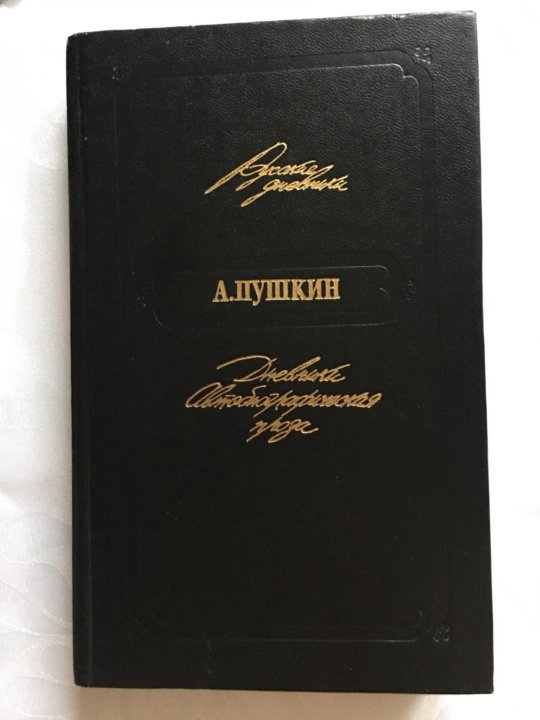 Русские
дневники
А.ПУШКИН
Дневники
Автобиографическая
проза